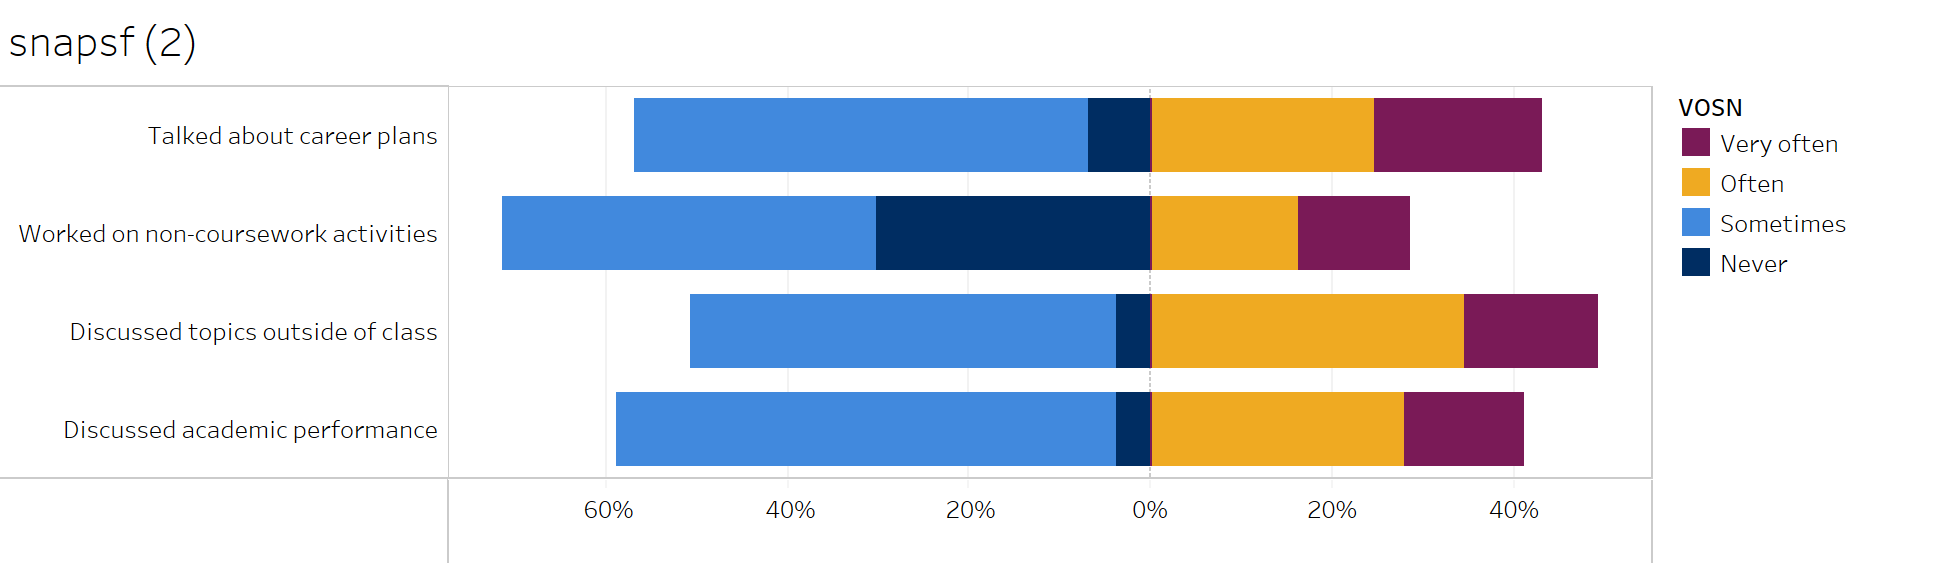 snapsf (2)
Talked about career plans
Worked on non-coursework activities
Discussed topics outside of class
Discussed academic performance
60% 40% 20% 0% 20% 40%
VOSN
Very often
Often
Sometimes
Never